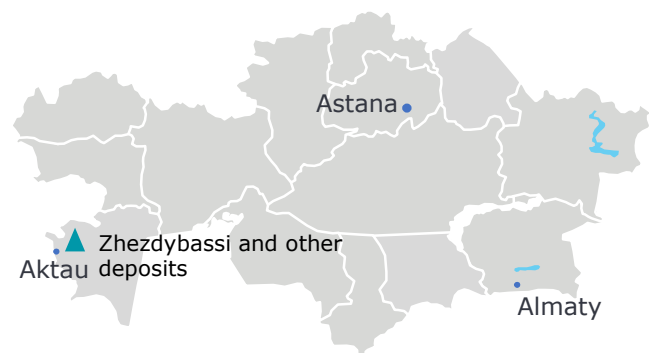 Astana
Zhezdybassi and other
Aktau deposits
Almaty